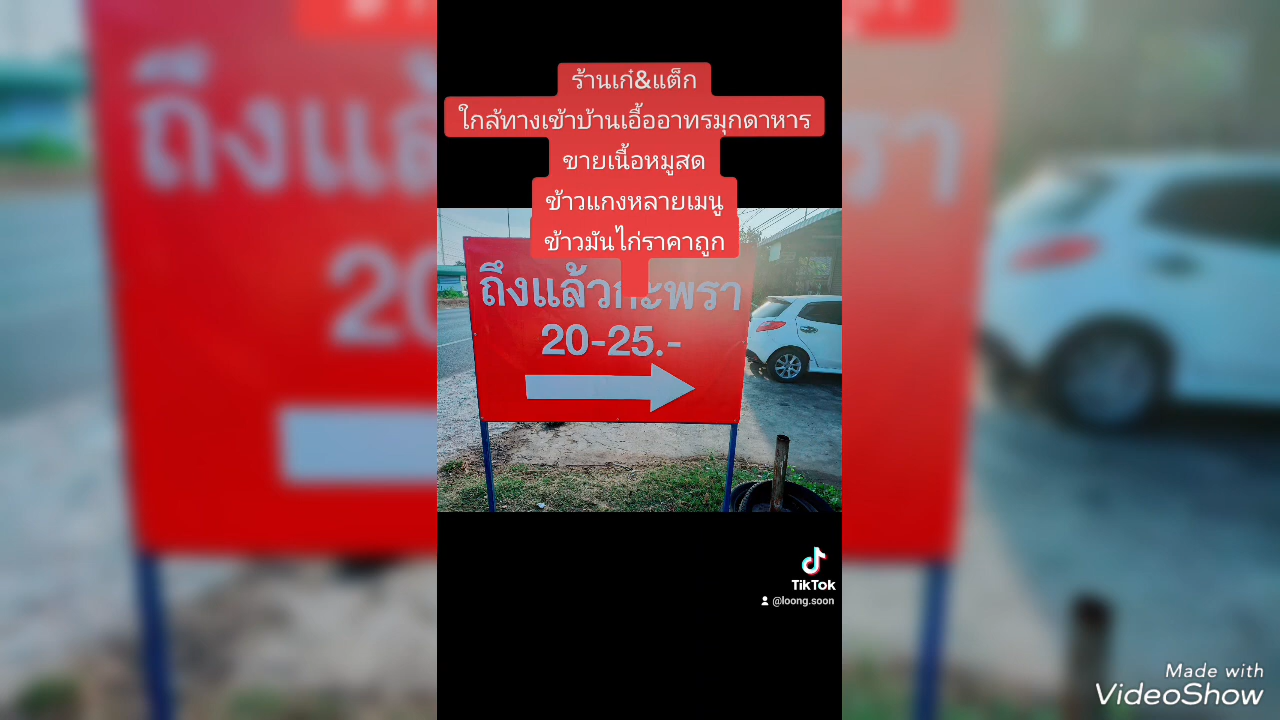 ร้านเก๋&แต็ก
ใกล้ทางเข้าบ้านเอื้ออาทรมุกดาหาร
ขายเนื้อหมูสด
ข้าวแกงหลายเมนู
ข้าวมันไก่ราคาถูก
ถึงแล้วกะพรา
20-25.-
TikTok
@loong.soon
Made with
VideoShow